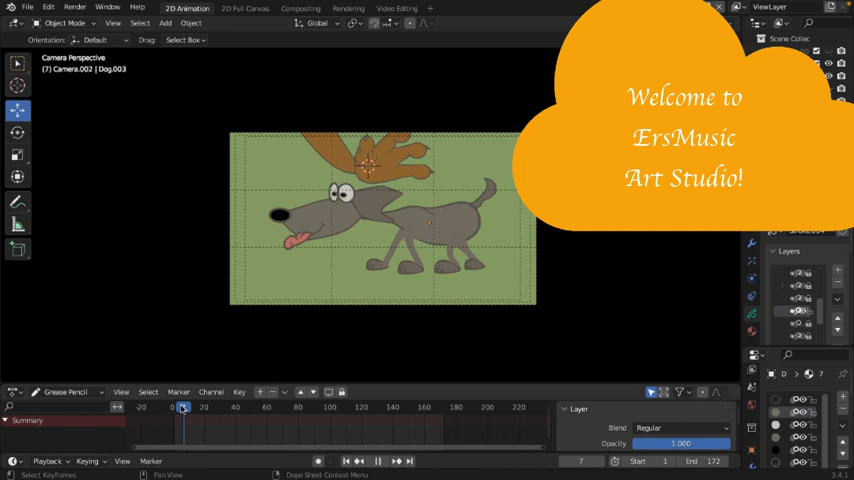 File Edit Render Window Help 2D Animation 2D Full Canvas Compositing Rendering Video Editing + ViewLayer
Object Mode View Select Add Object Global Scene Collec
Orientation: Default Drag: Select Box
Camera Perspective
(7) Camera.002 | Dog.003
Welcome to
ErsMusic
Art Studio!
Layers
Grease Pencil View Select Marker Channel Key
-20 0 20 40 60 80 100 120 140 160 180 200 220
Summary
Layer
Blend Regular
Opacity 1.000
D 7
Playback Keying View Marker 7 Start 1 End 172
Select Keyframes Pan View Dope Sheet Context Menu 3.4.1